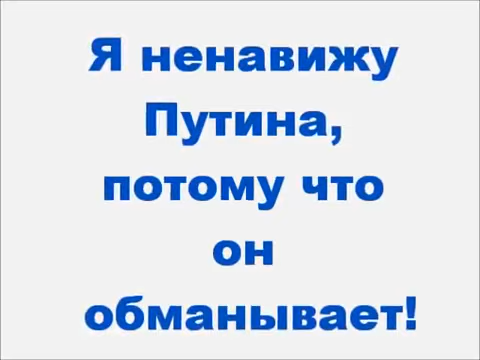 Я ненавижу
Путина,
потому что
он
обманывает!